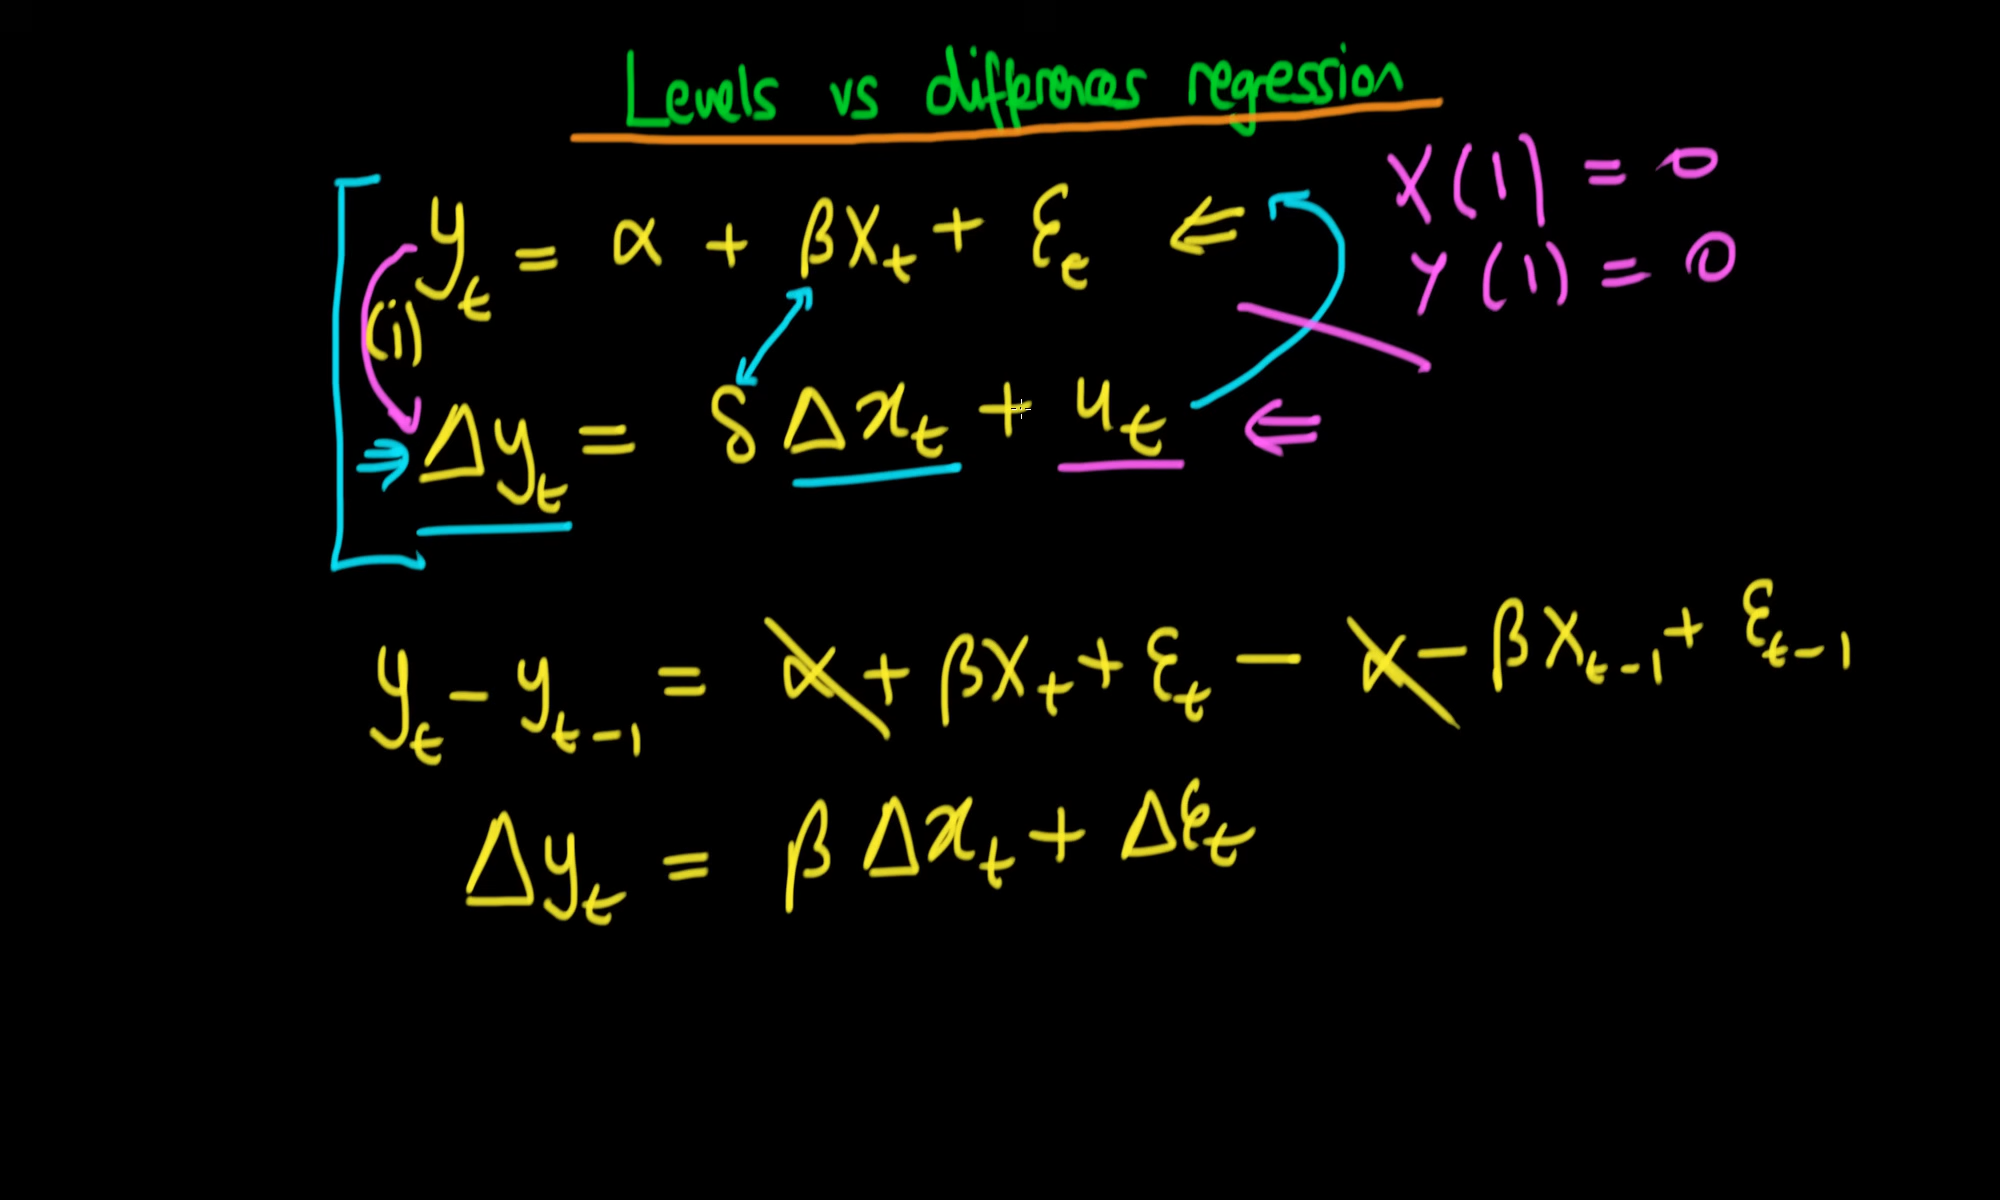 Levels vs differences regression
X(1) = 0
y_t = α + βX_t + ε_t ⇐
Y(1) = 0
(i)
⇒ Δy_t = δ Δx_t + u_t ⇐
y_t - y_{t-1} = α + βX_t + ε_t - α - βX_{t-1} + ε_{t-1}
Δy_t = β Δx_t + Δε_t